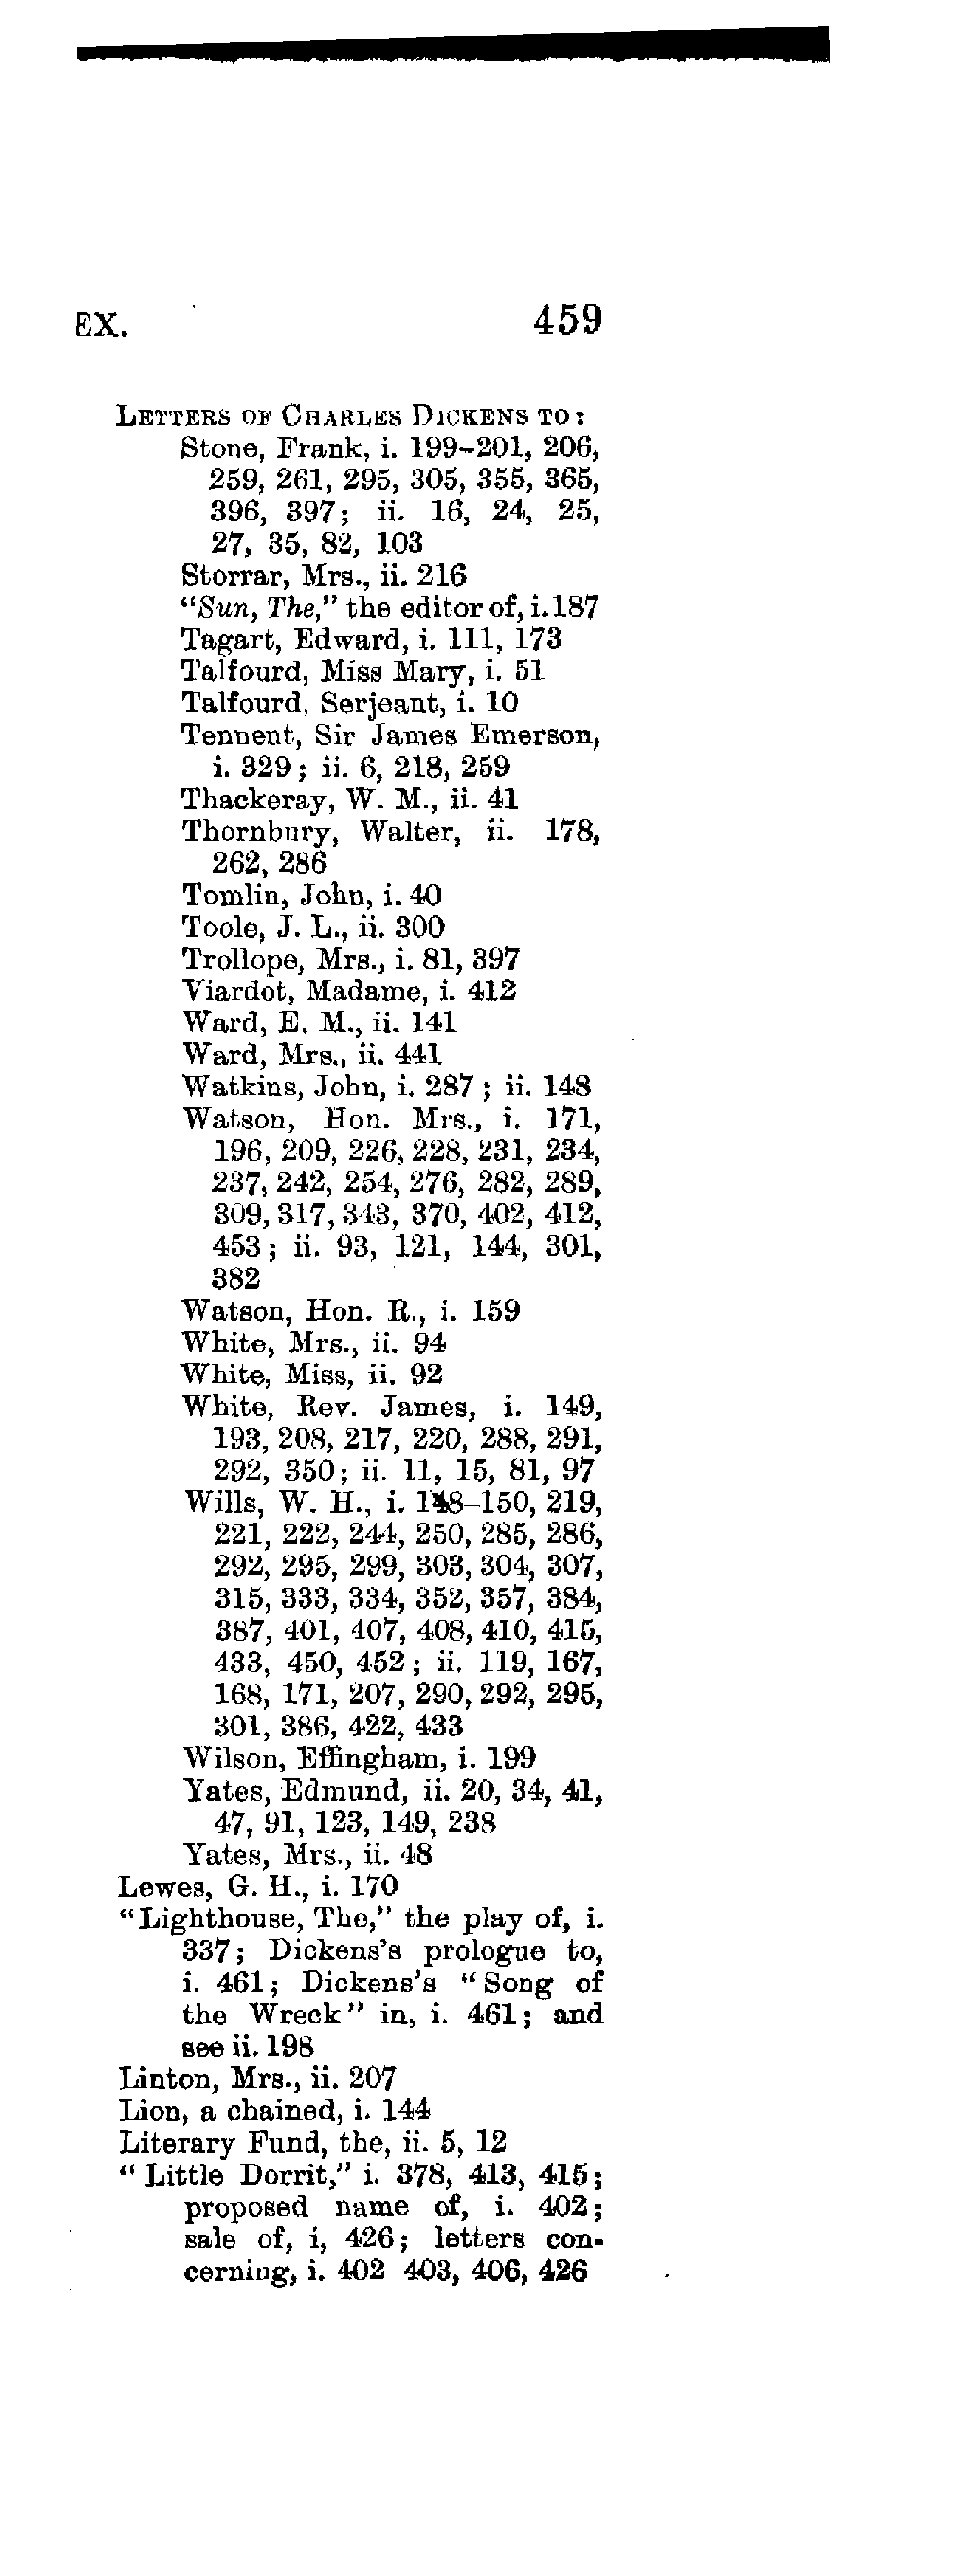 EX. 459
LETTERS OF CHARLES DICKENS TO:
Stone, Frank, i. 199-201, 206,
259, 261, 295, 305, 355, 365,
396, 397; ii. 16, 24, 25,
27, 35, 82, 103
Storrar, Mrs., ii. 216
"Sun, The," the editor of, i. 187
Tagart, Edward, i. 111, 173
Talfourd, Miss Mary, i. 51
Talfourd, Serjeant, i. 10
Tennent, Sir James Emerson,
i. 329; ii. 6, 218, 259
Thackeray, W. M., ii. 41
Thornbury, Walter, ii. 178,
262, 286
Tomlin, John, i. 40
Toole, J. L., ii. 300
Trollope, Mrs., i. 81, 397
Viardot, Madame, i. 412
Ward, E. M., ii. 141
Ward, Mrs., ii. 441
Watkins, John, i. 287; ii. 148
Watson, Hon. Mrs., i. 171,
196, 209, 226, 228, 231, 234,
237, 242, 254, 276, 282, 289,
309, 317, 343, 370, 402, 412,
453; ii. 93, 121, 144, 301,
382
Watson, Hon. R., i. 159
White, Mrs., ii. 94
White, Miss, ii. 92
White, Rev. James, i. 149,
193, 208, 217, 220, 288, 291,
292, 350; ii. 11, 15, 81, 97
Wills, W. H., i. 148-150, 219,
221, 222, 244, 250, 285, 286,
292, 295, 299, 303, 304, 307,
315, 333, 334, 352, 357, 384,
387, 401, 407, 408, 410, 415,
433, 450, 452; ii. 119, 167,
168, 171, 207, 290, 292, 295,
301, 386, 422, 433
Wilson, Effingham, i. 199
Yates, Edmund, ii. 20, 34, 41,
47, 91, 123, 149, 238
Yates, Mrs., ii. 48
Lewes, G. H., i. 170
"Lighthouse, The," the play of, i.
337; Dickens's prologue to,
i. 461; Dickens's "Song of
the Wreck" in, i. 461; and
see ii. 198
Linton, Mrs., ii. 207
Lion, a chained, i. 144
Literary Fund, the, ii. 5, 12
"Little Dorrit," i. 378, 413, 415;
proposed name of, i. 402;
sale of, i, 426; letters con-
cerning, i. 402 403, 406, 426